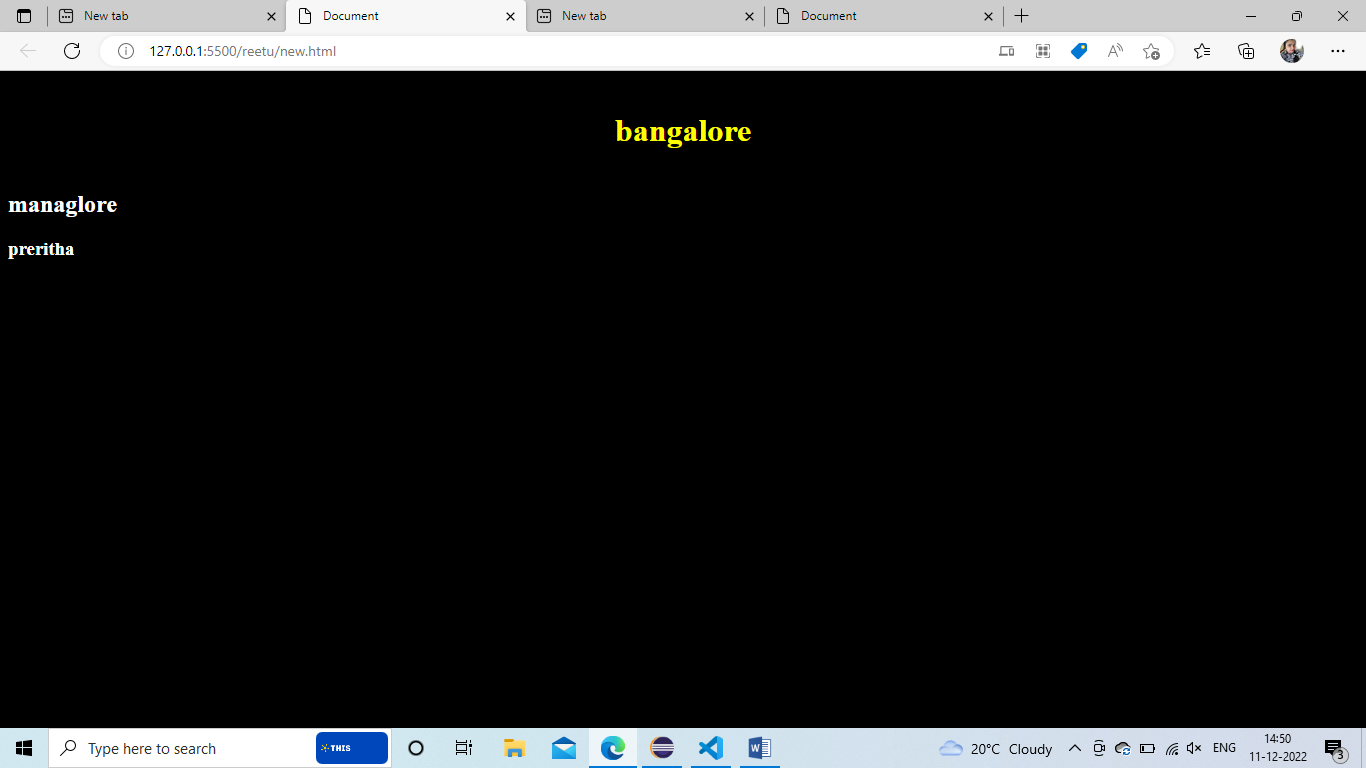 New tab
Document
New tab
Document
127.0.0.1:5500/reetu/new.html
bangalore
managlore
preritha
Type here to search
THIS
20°C Cloudy
ENG
14:50
11-12-2022
3